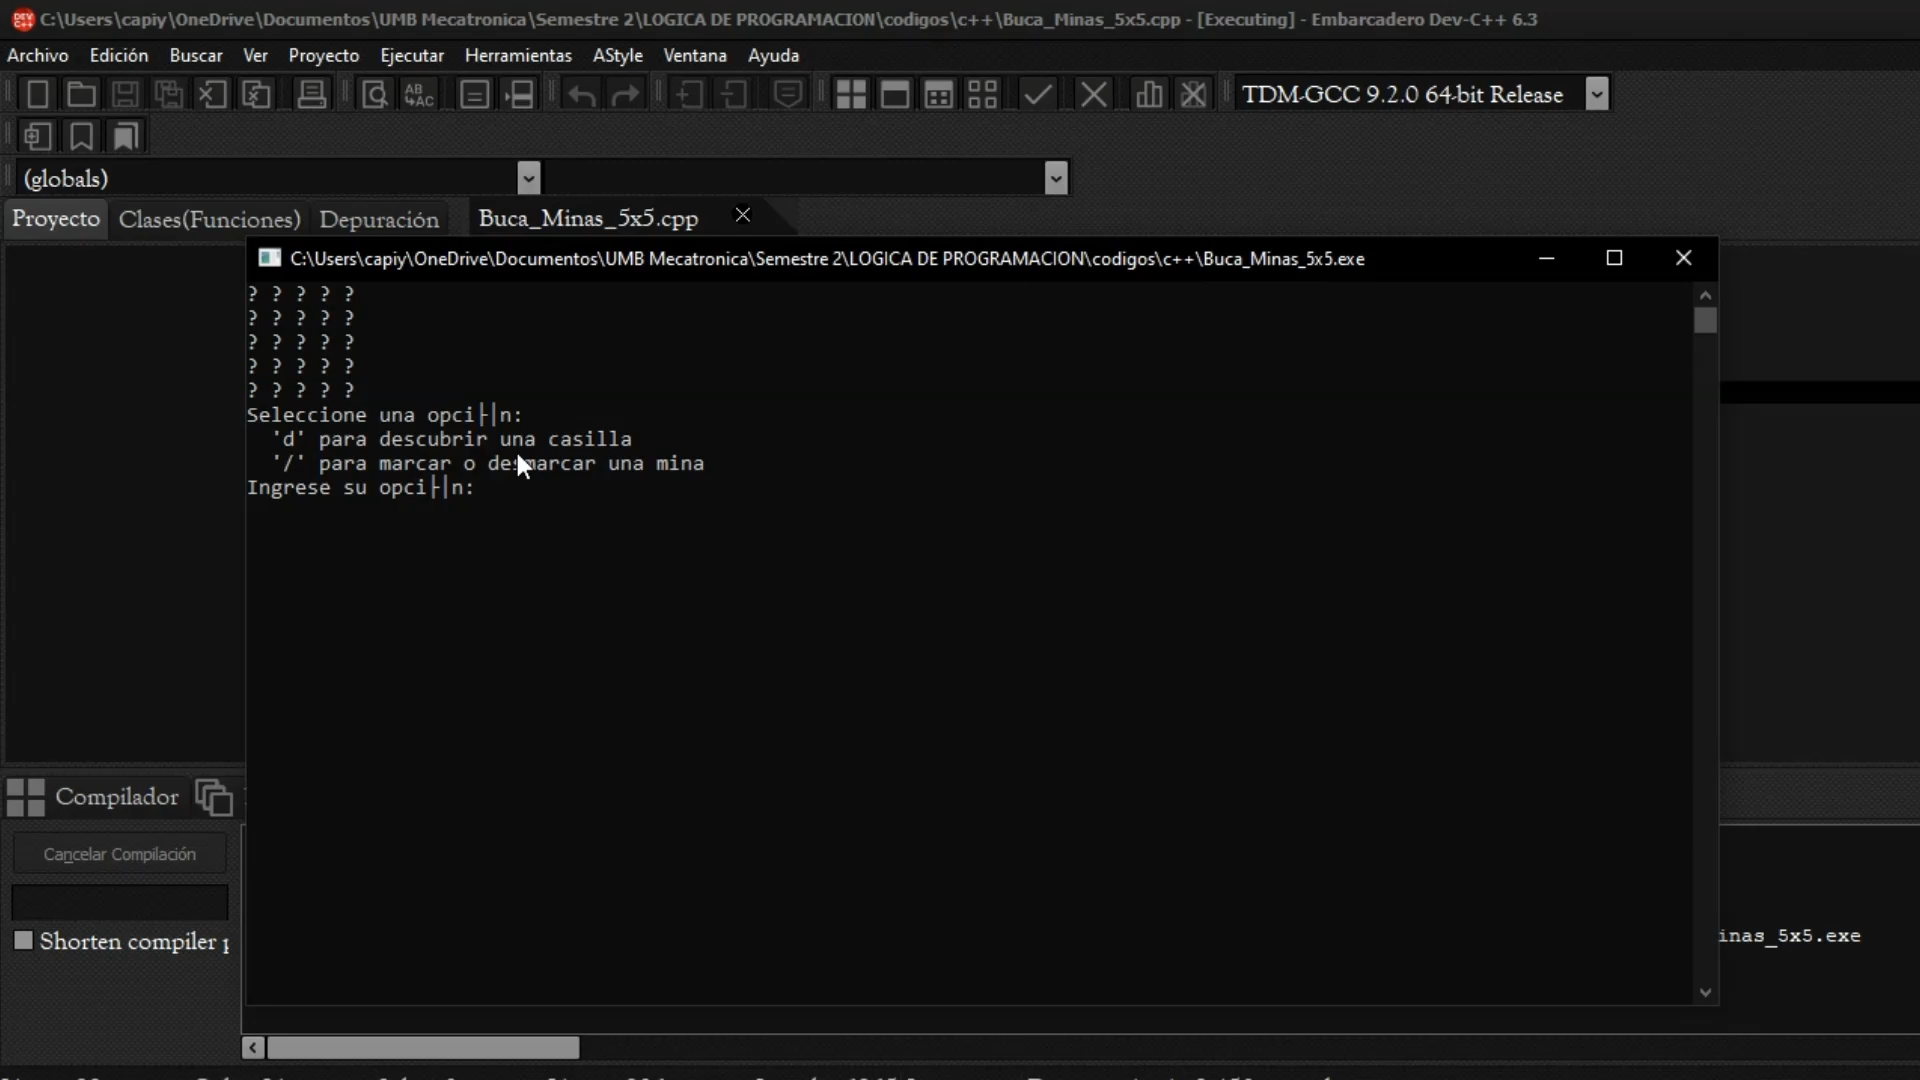 C:\Users\capiy\OneDrive\Documentos\UMB Mecatronica\Semestre 2\LOGICA DE PROGRAMACION\codigos\c++\Buca_Minas_5x5.cpp - [Executing] - Embarcadero Dev-C++ 6.3
Archivo Edición Buscar Ver Proyecto Ejecutar Herramientas AStyle Ventana Ayuda
TDM-GCC 9.2.0 64-bit Release
(globals)
Proyecto Clases(Funciones) Depuración Buca_Minas_5x5.cpp
C:\Users\capiy\OneDrive\Documentos\UMB Mecatronica\Semestre 2\LOGICA DE PROGRAMACION\codigos\c++\Buca_Minas_5x5.exe
? ? ? ? ?
? ? ? ? ?
? ? ? ? ?
? ? ? ? ?
? ? ? ? ?
Seleccione una opci├│n:
'd' para descubrir una casilla
'/' para marcar o desmarcar una mina
Ingrese su opci├│n:
Compilador
Cancelar Compilación
Shorten compiler p
inas_5x5.exe